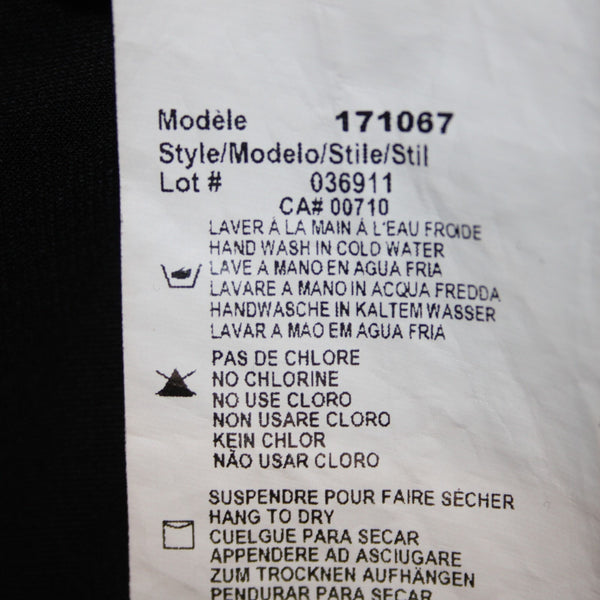 Modèle 171067
Style/Modelo/Stile/Stil
Lot # 036911
CA# 00710
LAVER À LA MAIN À L'EAU FROIDE
HAND WASH IN COLD WATER
LAVE A MANO EN AGUA FRIA
LAVARE A MANO IN ACQUA FREDDA
HANDWASCHE IN KALTEM WASSER
LAVAR A MAO EM AGUA FRIA
PAS DE CHLORE
NO CHLORINE
NO USE CLORO
NON USARE CLORO
KEIN CHLOR
NÃO USAR CLORO
SUSPENDRE POUR FAIRE SÉCHER
HANG TO DRY
CUELGUE PARA SECAR
APPENDERE AD ASCIUGARE
ZUM TROCKNEN AUFHÄNGEN
PENDURAR PARA SECAR